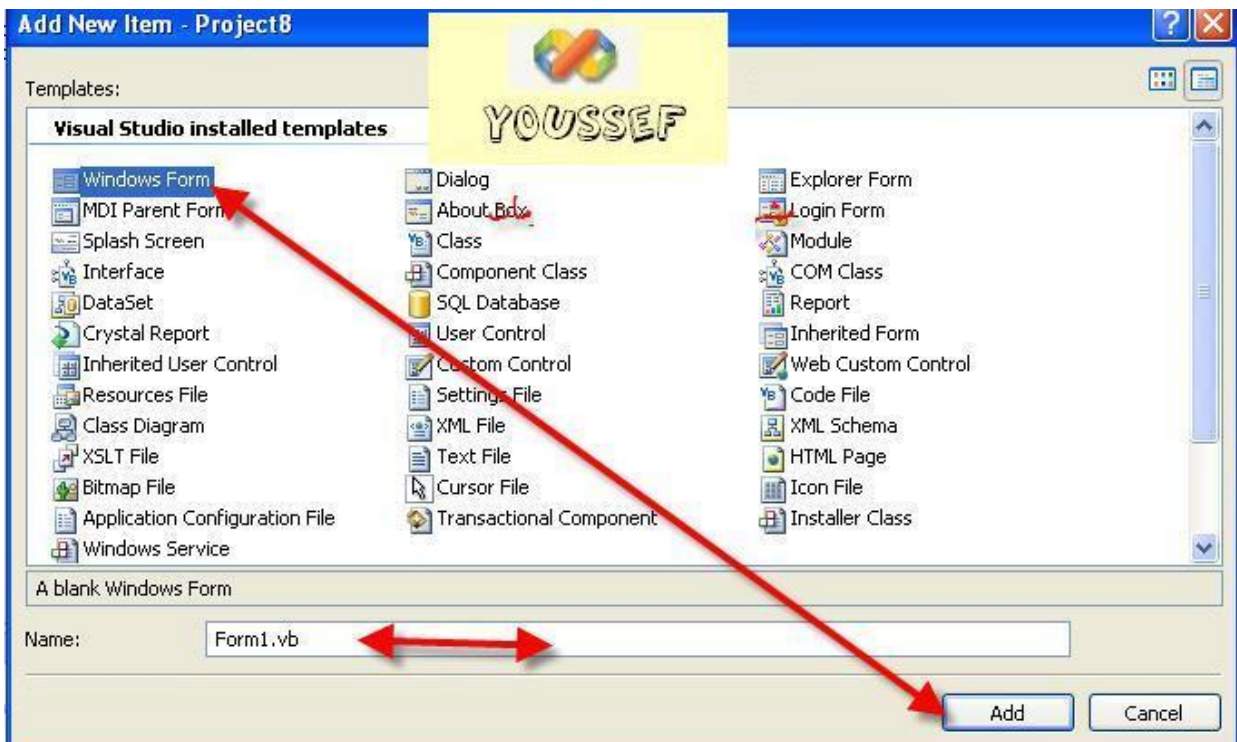 Add New Item - Project8
YOUSSEF
Templates:
Visual Studio installed templates
Windows Form Dialog Explorer Form
MDI Parent Form About Box Login Form
Splash Screen Class Module
Interface Component Class COM Class
DataSet SQL Database Report
Crystal Report User Control Inherited Form
Inherited User Control Custom Control Web Custom Control
Resources File Settings File Code File
Class Diagram XML File XML Schema
XSLT File Text File HTML Page
Bitmap File Cursor File Icon File
Application Configuration File Transactional Component Installer Class
Windows Service
A blank Windows Form
Name: Form1.vb
Add Cancel